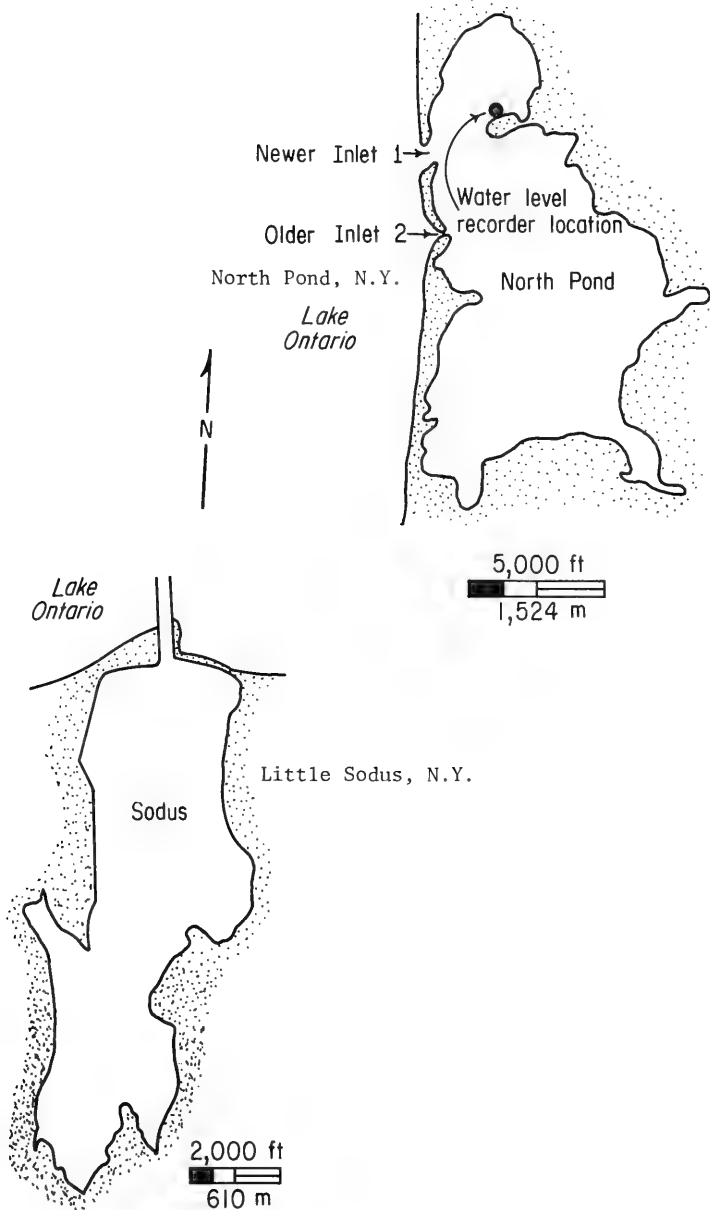 Newer Inlet 1
Water level
recorder location
Older Inlet 2
North Pond, N.Y.
North Pond
Lake
Ontario
N
5,000 ft
1,524 m
Lake
Ontario
Little Sodus, N.Y.
Sodus
2,000 ft
610 m